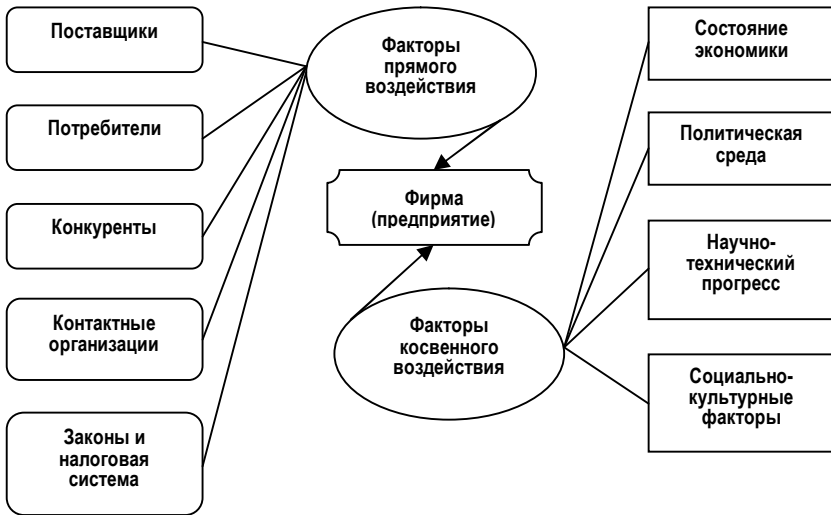 Поставщики
Потребители
Конкуренты
Контактные
организации
Законы и
налоговая
система
Факторы
прямого
воздействия
Фирма
(предприятие)
Факторы
косвенного
воздействия
Состояние
экономики
Политическая
среда
Научно-
технический
прогресс
Социально-
культурные
факторы